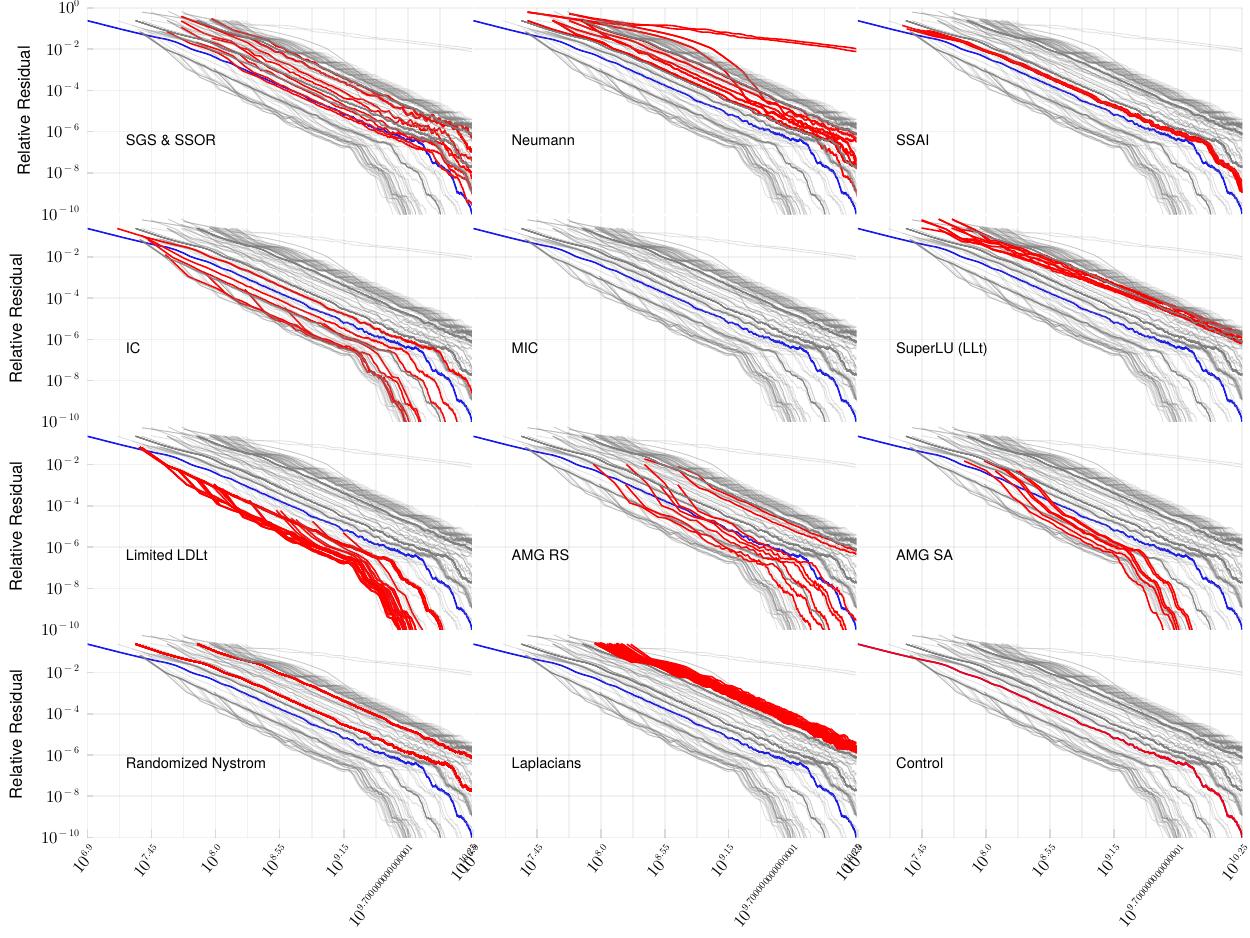 10^0
10^−2
10^−4
10^−6
10^−8
10^−10
Relative Residual
SGS & SSOR
Neumann
SSAI
10^−2
10^−4
10^−6
10^−8
10^−10
Relative Residual
IC
MIC
SuperLU (LLt)
10^−2
10^−4
10^−6
10^−8
10^−10
Relative Residual
Limited LDLt
AMG RS
AMG SA
10^−2
10^−4
10^−6
10^−8
10^−10
Relative Residual
Randomized Nystrom
Laplacians
Control
10^6.9
10^7.45
10^8.0
10^8.55
10^9.15
10^9.700000000000001
10^7.45
10^8.0
10^8.55
10^9.15
10^9.700000000000001
10^7.45
10^8.0
10^8.55
10^9.15
10^9.700000000000001
10^10.25